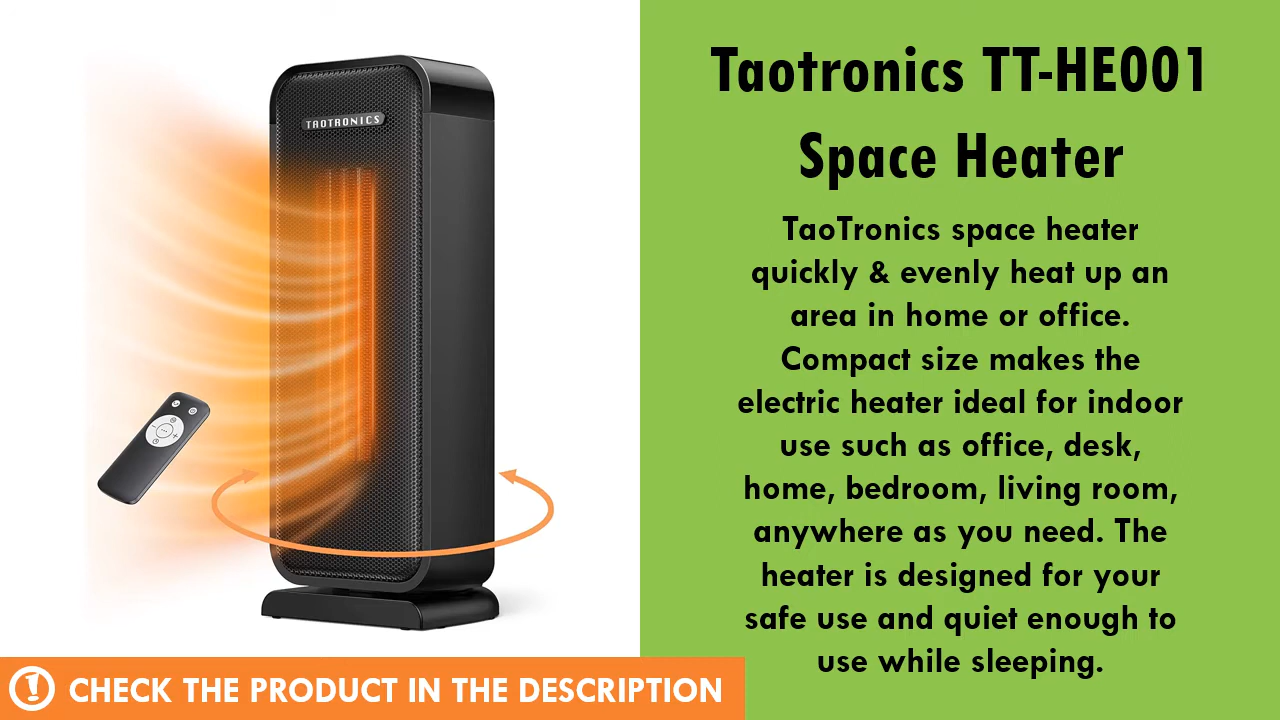 TAOTRONICS
Taotronics TT-HE001
Space Heater
TaoTronics space heater
quickly & evenly heat up an
area in home or office.
Compact size makes the
electric heater ideal for indoor
use such as office, desk,
home, bedroom, living room,
anywhere as you need. The
heater is designed for your
safe use and quiet enough to
use while sleeping.
CHECK THE PRODUCT IN THE DESCRIPTION